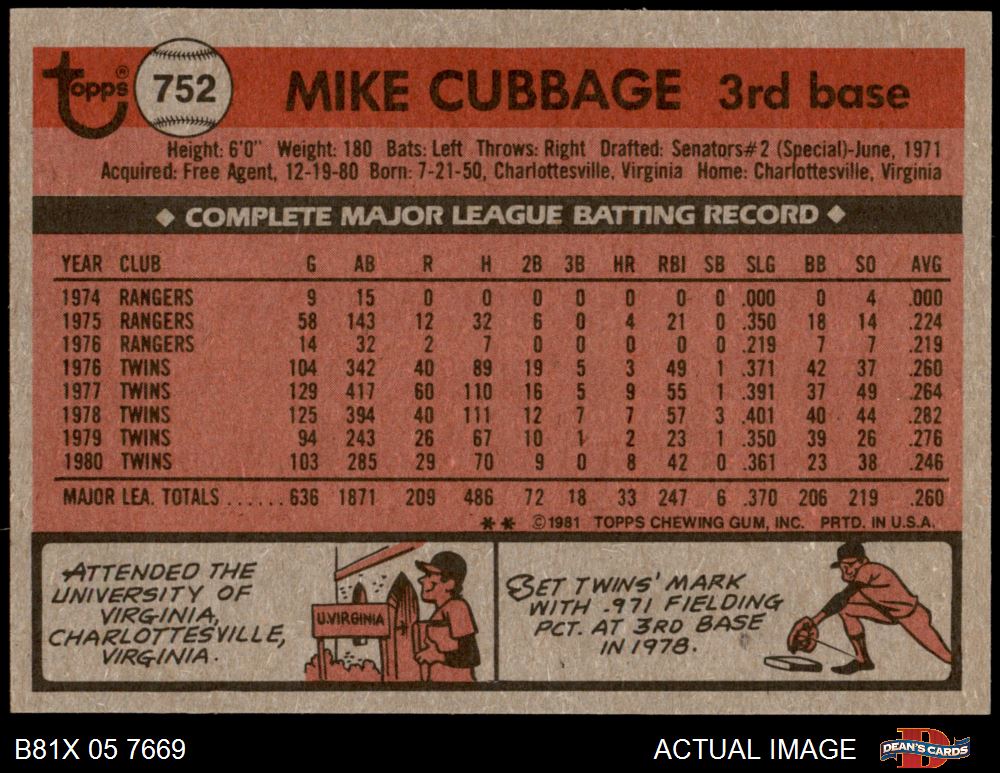 topps® 752 MIKE CUBBAGE 3rd base
Height: 6'0" Weight: 180 Bats: Left Throws: Right Drafted: Senators#2 (Special)-June, 1971
Acquired: Free Agent, 12-19-80 Born: 7-21-50, Charlottesville, Virginia Home: Charlottesville, Virginia
◆ COMPLETE MAJOR LEAGUE BATTING RECORD ◆
YEAR CLUB G AB R H 2B 3B HR RBI SB SLG BB SO AVG
1974 RANGERS 9 15 0 0 0 0 0 0 0 .000 0 4 .000
1975 RANGERS 58 143 12 32 6 0 4 21 0 .350 18 14 .224
1976 RANGERS 14 32 2 7 0 0 0 0 0 .219 7 7 .219
1976 TWINS 104 342 40 89 19 5 3 49 1 .371 42 37 .260
1977 TWINS 129 417 60 110 16 5 9 55 1 .391 37 49 .264
1978 TWINS 125 394 40 111 12 7 7 57 3 .401 40 44 .282
1979 TWINS 94 243 26 67 10 1 2 23 1 .350 39 26 .276
1980 TWINS 103 285 29 70 9 0 8 42 0 .361 23 38 .246
MAJOR LEA. TOTALS ...... 636 1871 209 486 72 18 33 247 6 .370 206 219 .260
** ©1981 TOPPS CHEWING GUM, INC. PRTD. IN U.S.A.
ATTENDED THE
UNIVERSITY OF
VIRGINIA,
CHARLOTTESVILLE,
VIRGINIA.
U.VIRGINIA
SET TWINS' MARK
WITH .971 FIELDING
PCT. AT 3RD BASE
IN 1978.
B81X 05 7669 ACTUAL IMAGE DEAN'S CARDS